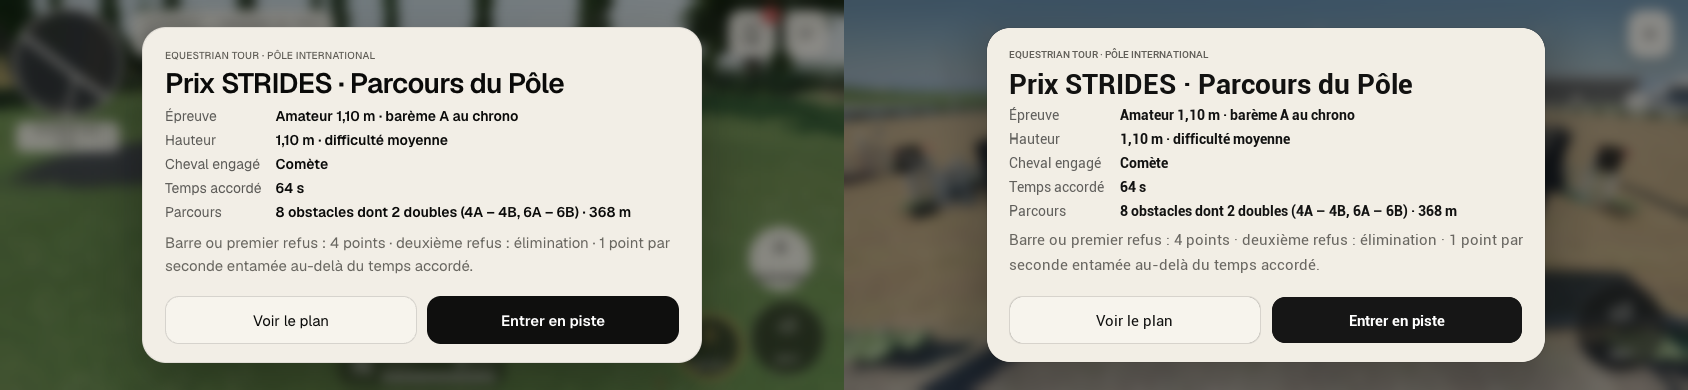 EQUESTRIAN TOUR · PÔLE INTERNATIONAL
Prix STRIDES · Parcours du Pôle
Épreuve Amateur 1,10 m · barème A au chrono
Hauteur 1,10 m · difficulté moyenne
Cheval engagé Comète
Temps accordé 64 s
Parcours 8 obstacles dont 2 doubles (4A – 4B, 6A – 6B) · 368 m
Barre ou premier refus : 4 points · deuxième refus : élimination · 1 point par
seconde entamée au-delà du temps accordé.
Voir le plan Entrer en piste
EQUESTRIAN TOUR · PÔLE INTERNATIONAL
Prix STRIDES · Parcours du Pôle
Épreuve Amateur 1,10 m · barème A au chrono
Hauteur 1,10 m · difficulté moyenne
Cheval engagé Comète
Temps accordé 64 s
Parcours 8 obstacles dont 2 doubles (4A – 4B, 6A – 6B) · 368 m
Barre ou premier refus : 4 points · deuxième refus : élimination · 1 point par
seconde entamée au-delà du temps accordé.
Voir le plan Entrer en piste